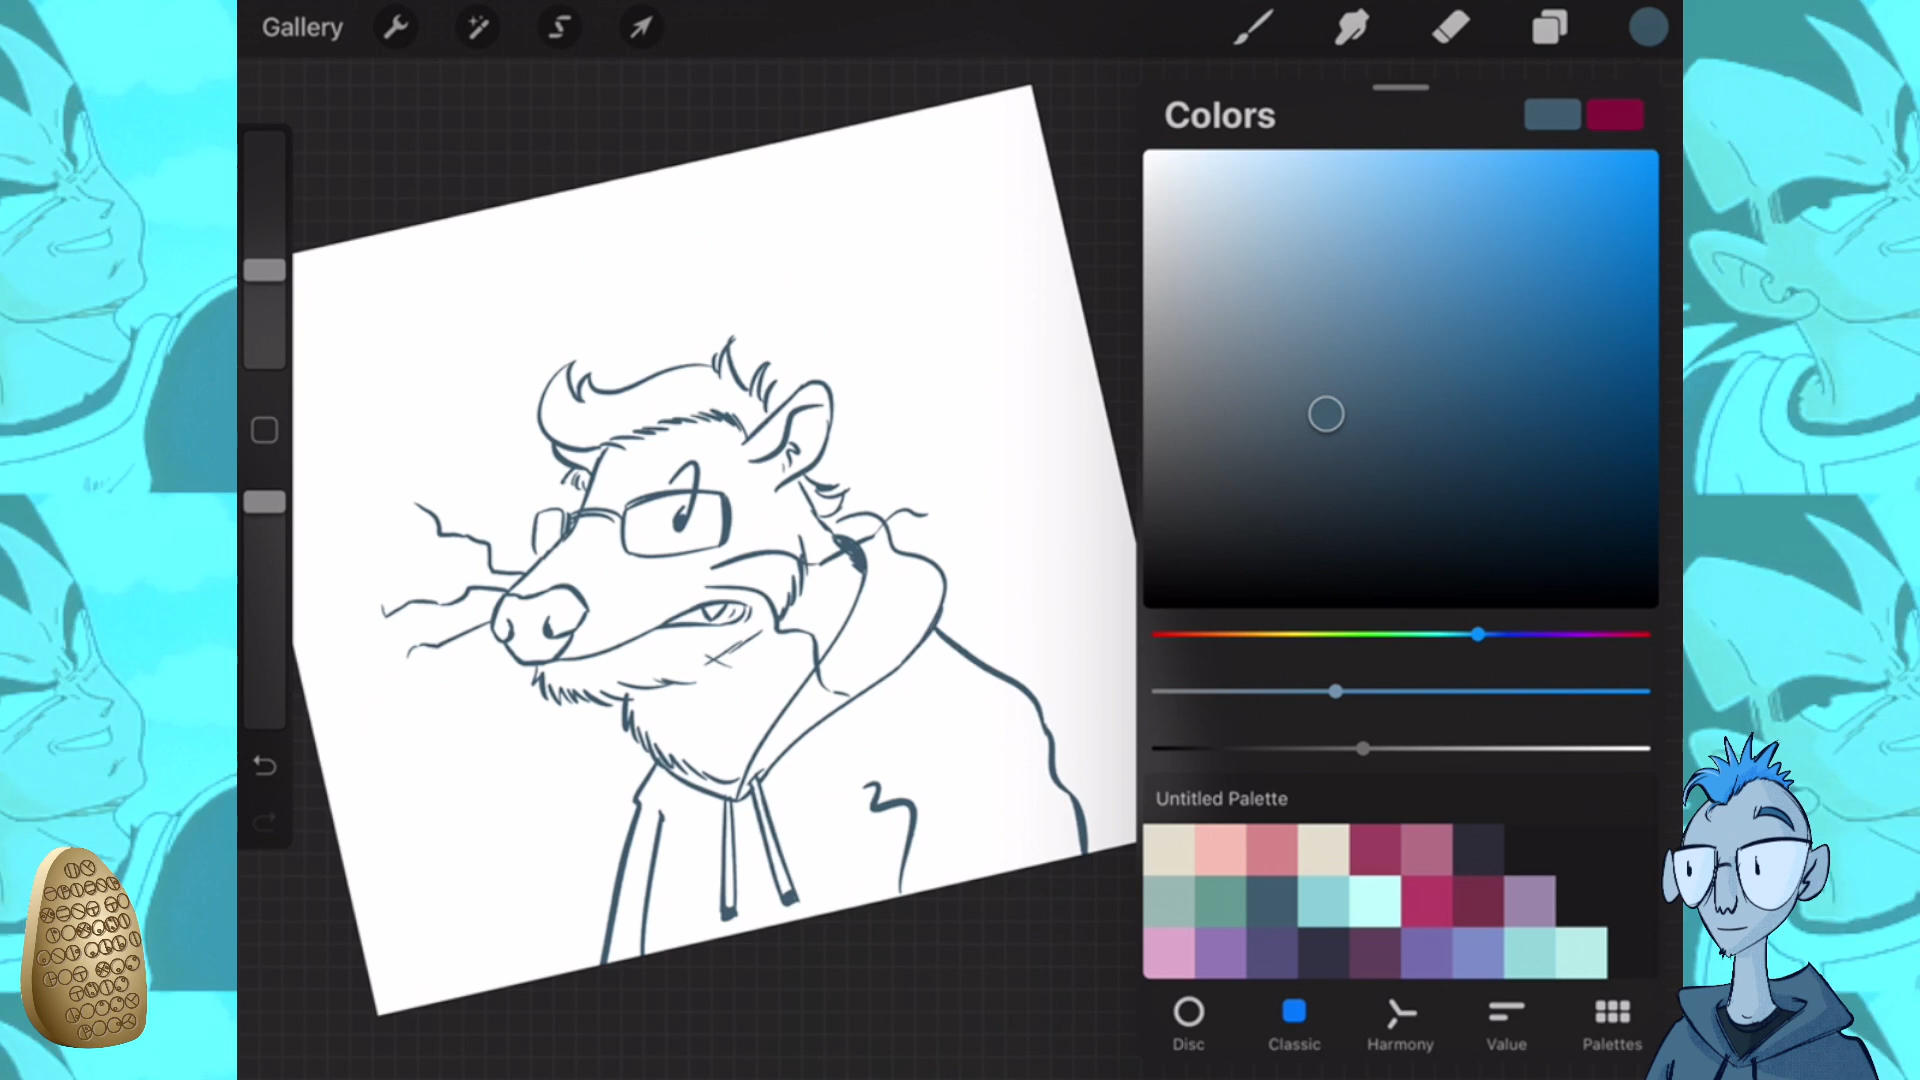 Gallery
Colors
Untitled Palette
Disc
Classic
Harmony
Value
Palettes